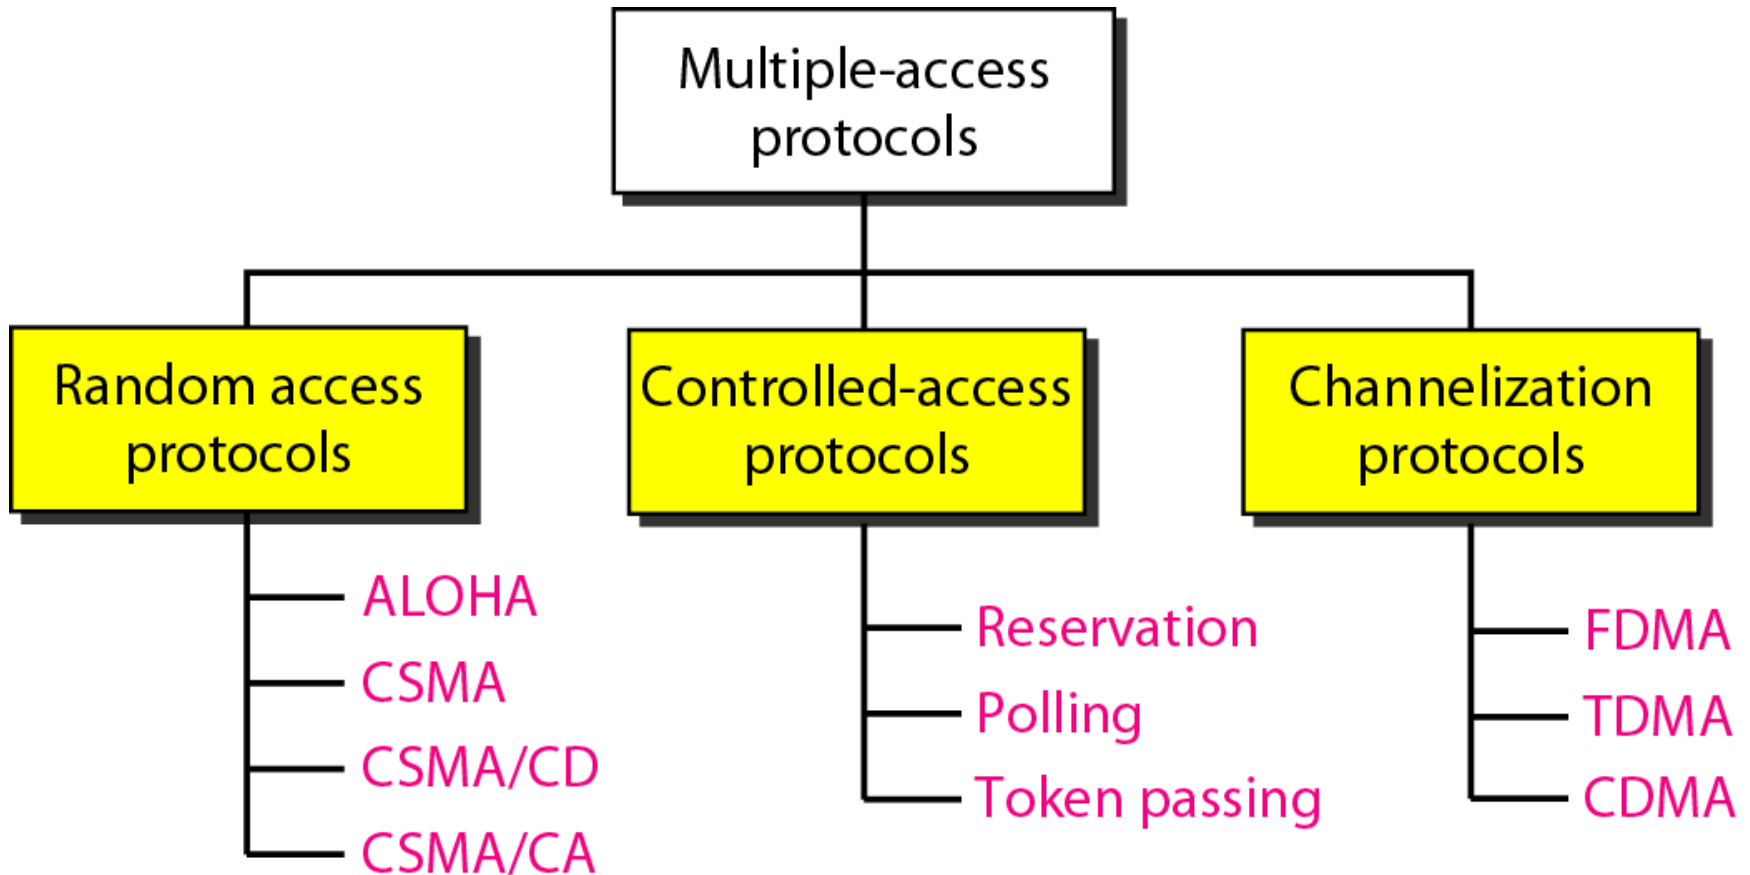 Multiple-access
protocols
Random access
protocols
Controlled-access
protocols
Channelization
protocols
ALOHA
CSMA
CSMA/CD
CSMA/CA
Reservation
Polling
Token passing
FDMA
TDMA
CDMA